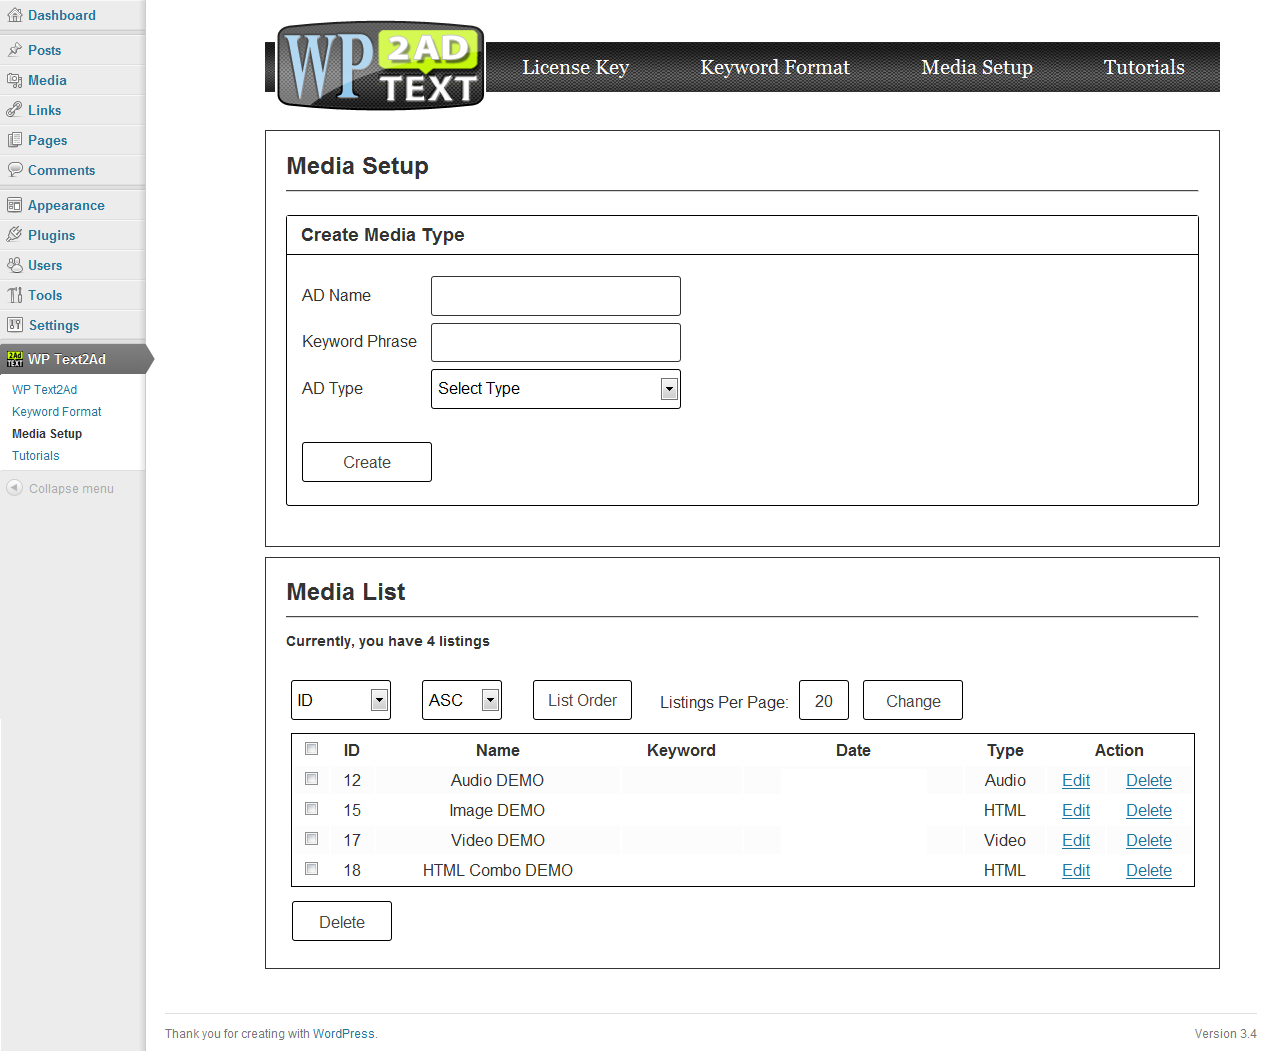 Dashboard
Posts
Media
Links
Pages
Comments
Appearance
Plugins
Users
Tools
Settings
WP Text2Ad
WP Text2Ad
Keyword Format
Media Setup
Tutorials
Collapse menu
WP 2AD TEXT
License Key Keyword Format Media Setup Tutorials
Media Setup
Create Media Type
AD Name
Keyword Phrase
AD Type Select Type
Create
Media List
Currently, you have 4 listings
ID ASC List Order Listings Per Page: 20 Change
ID Name Keyword Date Type Action
12 Audio DEMO Audio Edit Delete
15 Image DEMO HTML Edit Delete
17 Video DEMO Video Edit Delete
18 HTML Combo DEMO HTML Edit Delete
Delete
Thank you for creating with WordPress. Version 3.4